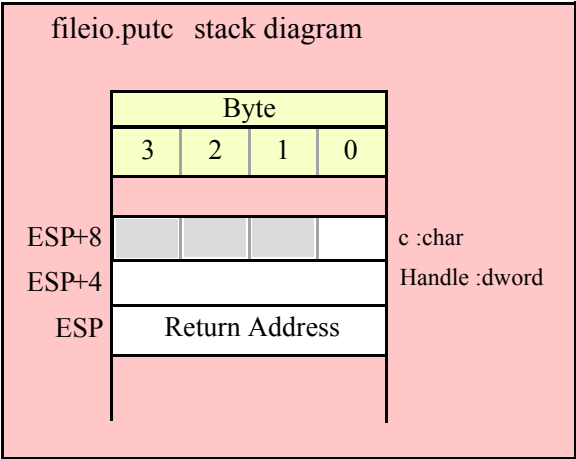 fileio.putc stack diagram
Byte
3 2 1 0
ESP+8 c :char
ESP+4 Handle :dword
ESP Return Address